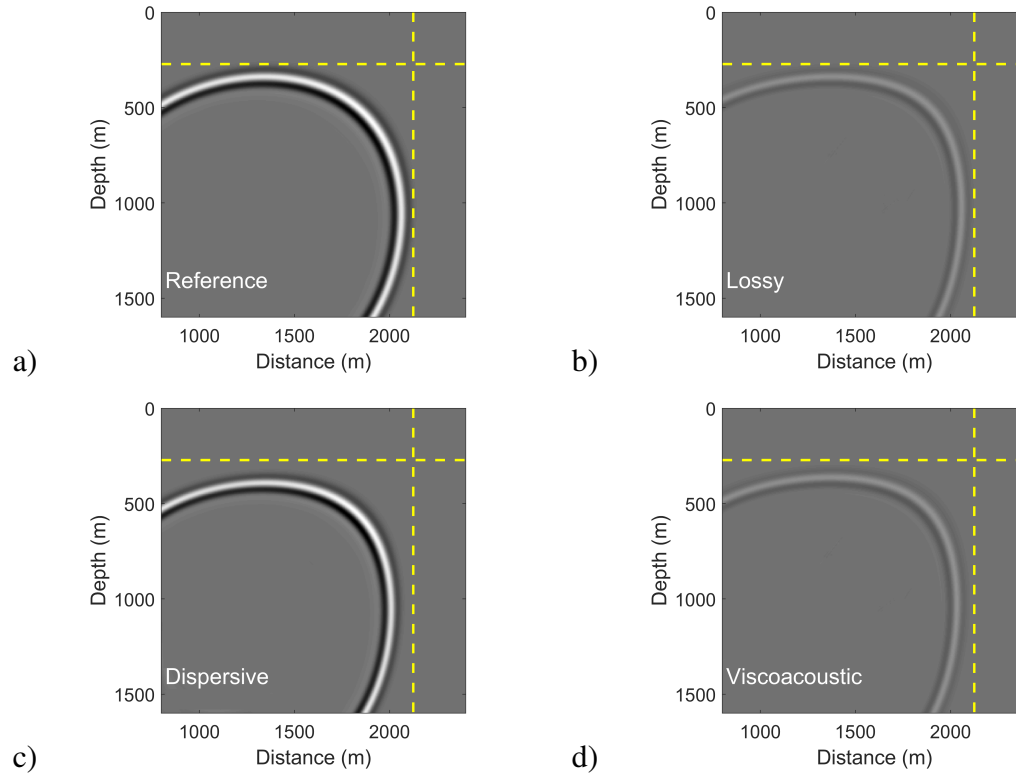 0
500
1000
1500
Depth (m)
Reference
1000 1500 2000
Distance (m)
a)
0
500
1000
1500
Depth (m)
Lossy
1000 1500 2000
Distance (m)
b)
0
500
1000
1500
Depth (m)
Dispersive
1000 1500 2000
Distance (m)
c)
0
500
1000
1500
Depth (m)
Viscoacoustic
1000 1500 2000
Distance (m)
d)